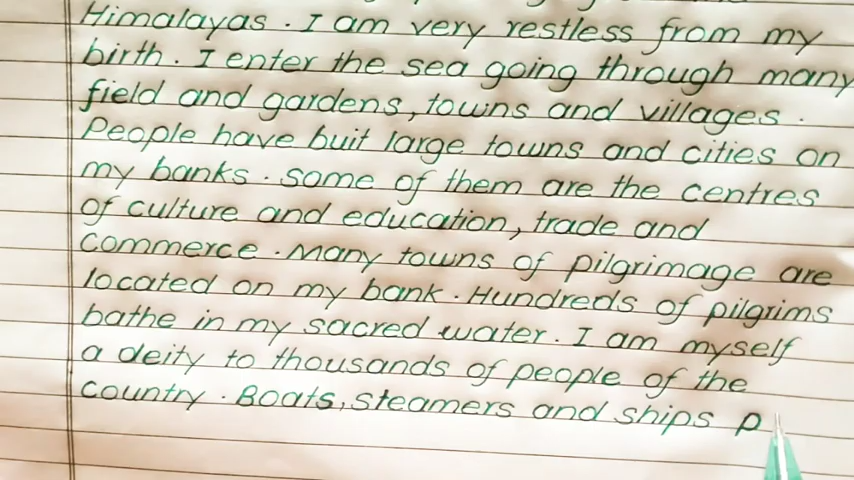 Himalayas. I am very restless from my
birth. I enter the sea going through many
field and gardens, towns and villages.
People have buit large towns and cities on
my banks. some of them are the centres
of culture and education, trade and
commerce. Many towns of pilgrimage are
located on my bank. Hundreds of pilgrims
bathe in my sacred water. I am myself
a deity to thousands of people of the
country. Boats, steamers and ships p